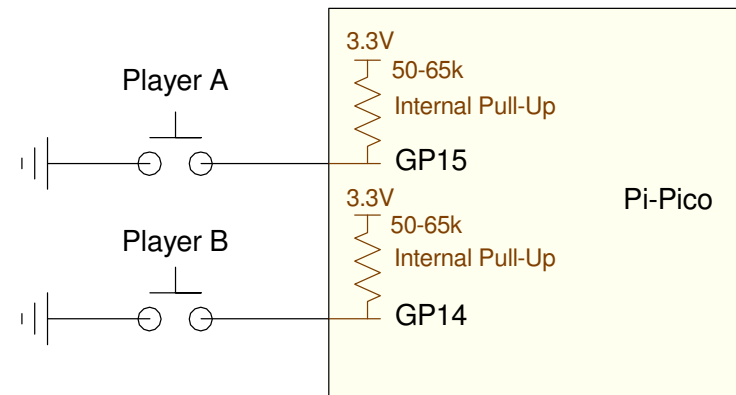 3.3V
50-65k
Player A
Internal Pull-Up
GP15
Pi-Pico
3.3V
50-65k
Player B
Internal Pull-Up
GP14